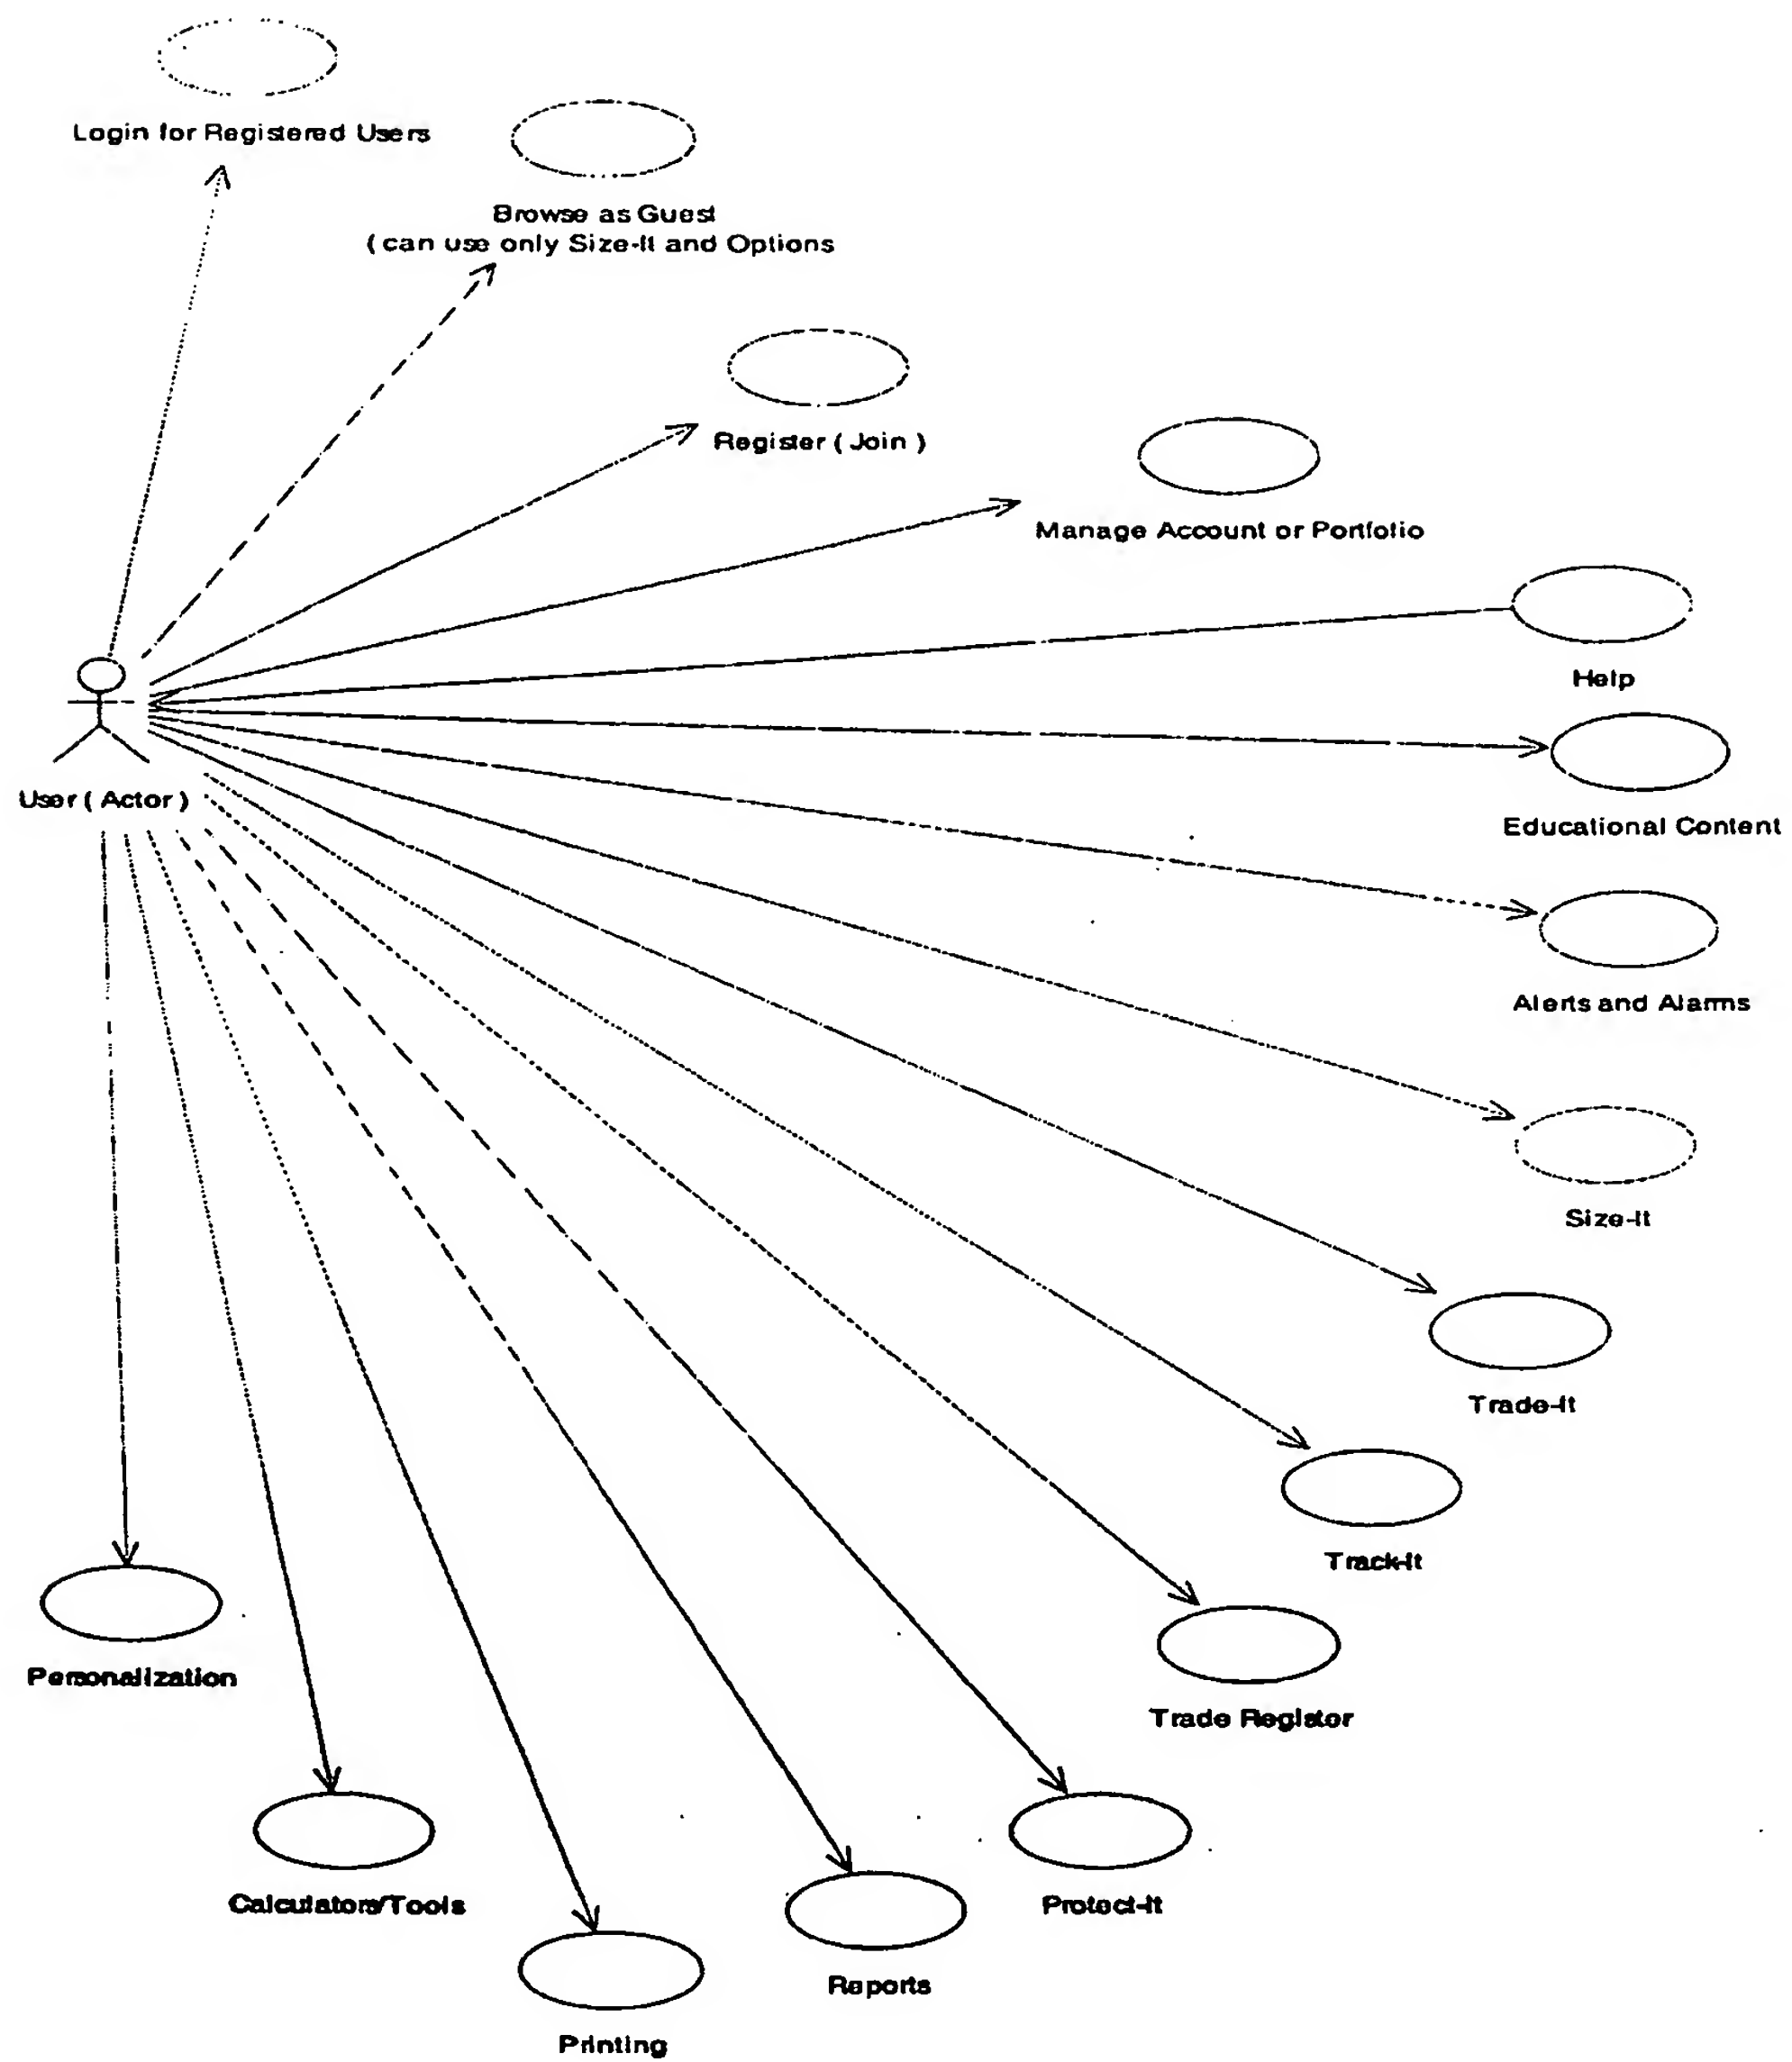 Login for Registered Users
Browse as Guest
( can use only Size-It and Options
Register ( Join )
Manage Account or Portfolio
Help
User ( Actor )
Educational Content
Alerts and Alarms
Size-It
Trade-It
Track-It
Personalization
Trade Register
Calculators/Tools
Protect-It
Reports
Printing